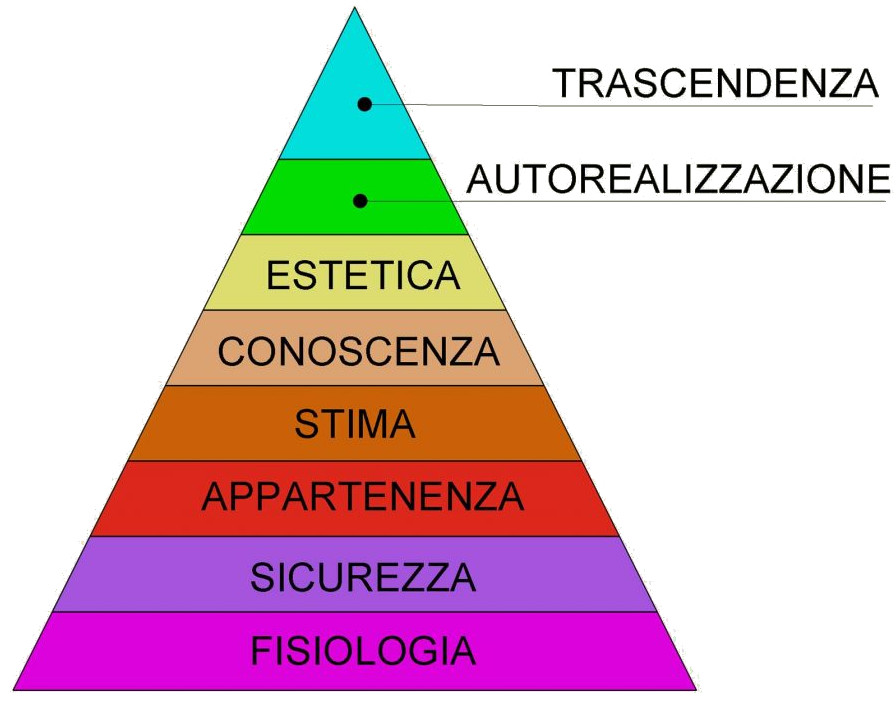 TRASCENDENZA
AUTOREALIZZAZIONE
ESTETICA
CONOSCENZA
STIMA
APPARTENENZA
SICUREZZA
FISIOLOGIA